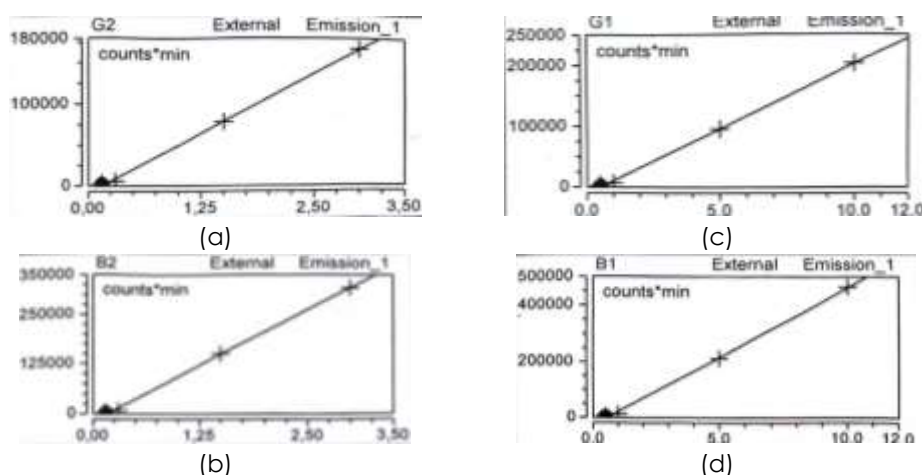 G2 External Emission_1
180000
counts*min
100000
0
0,00 1,25 2,50 3,50
(a)
G1 External Emission_1
250000
counts*min
200000
100000
0
0.0 5.0 10.0 12.0
(c)
B2 External Emission_1
350000
counts*min
250000
125000
0
0,00 1,25 2,50 3,50
(b)
B1 External Emission_1
500000
counts*min
400000
200000
0
0.0 5.0 10.0 12.0
(d)